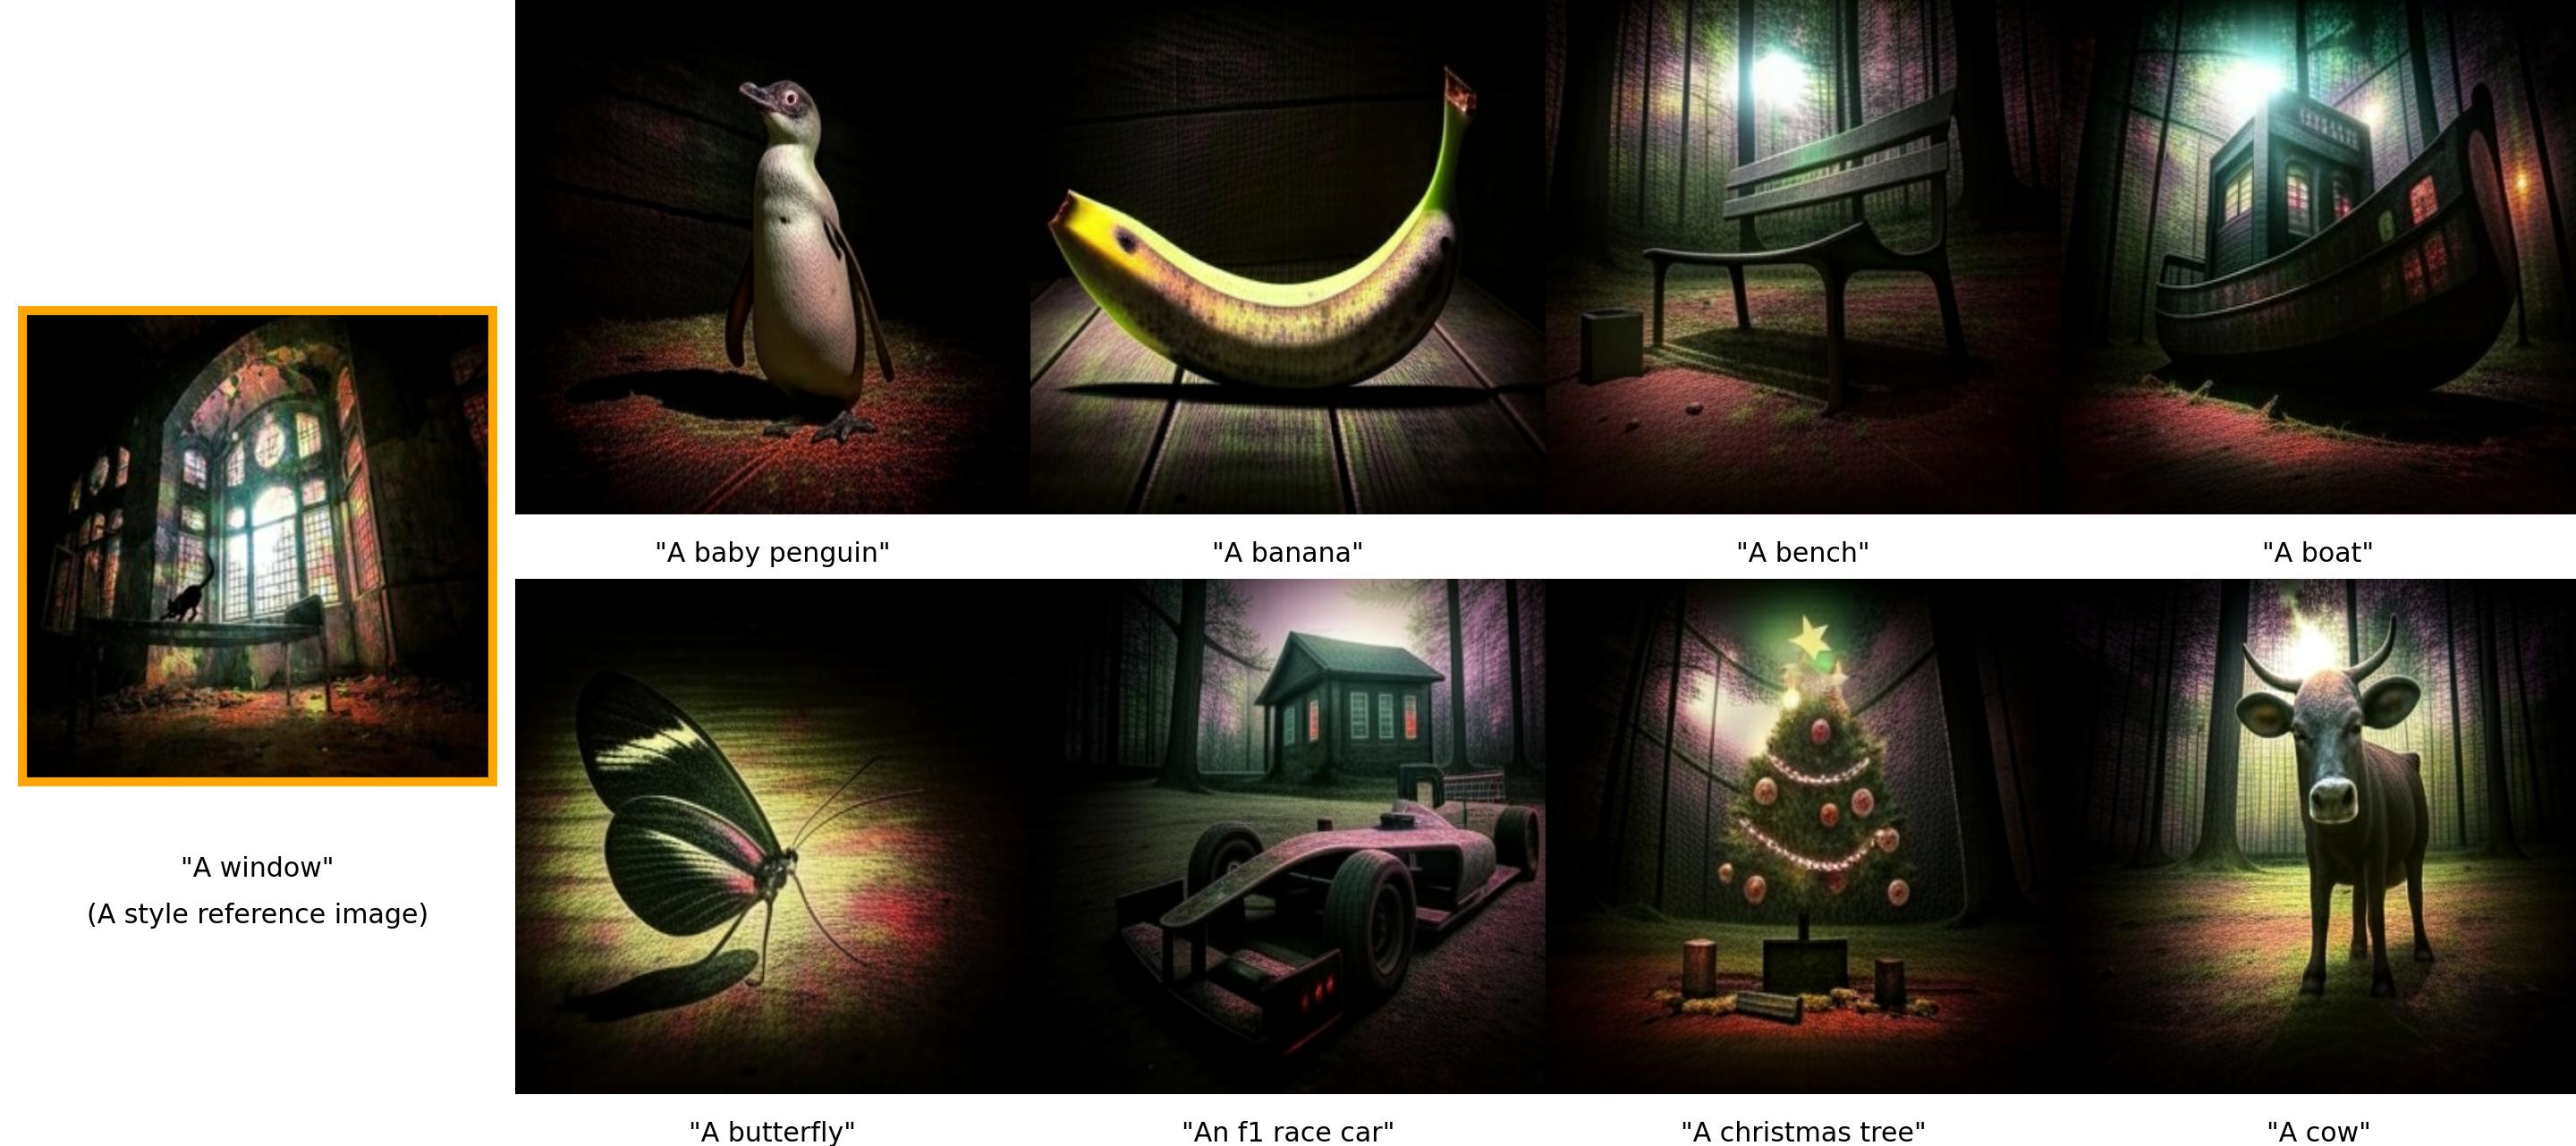 "A baby penguin"
"A banana"
"A bench"
"A boat"
"A window"
(A style reference image)
"A butterfly"
"An f1 race car"
"A christmas tree"
"A cow"